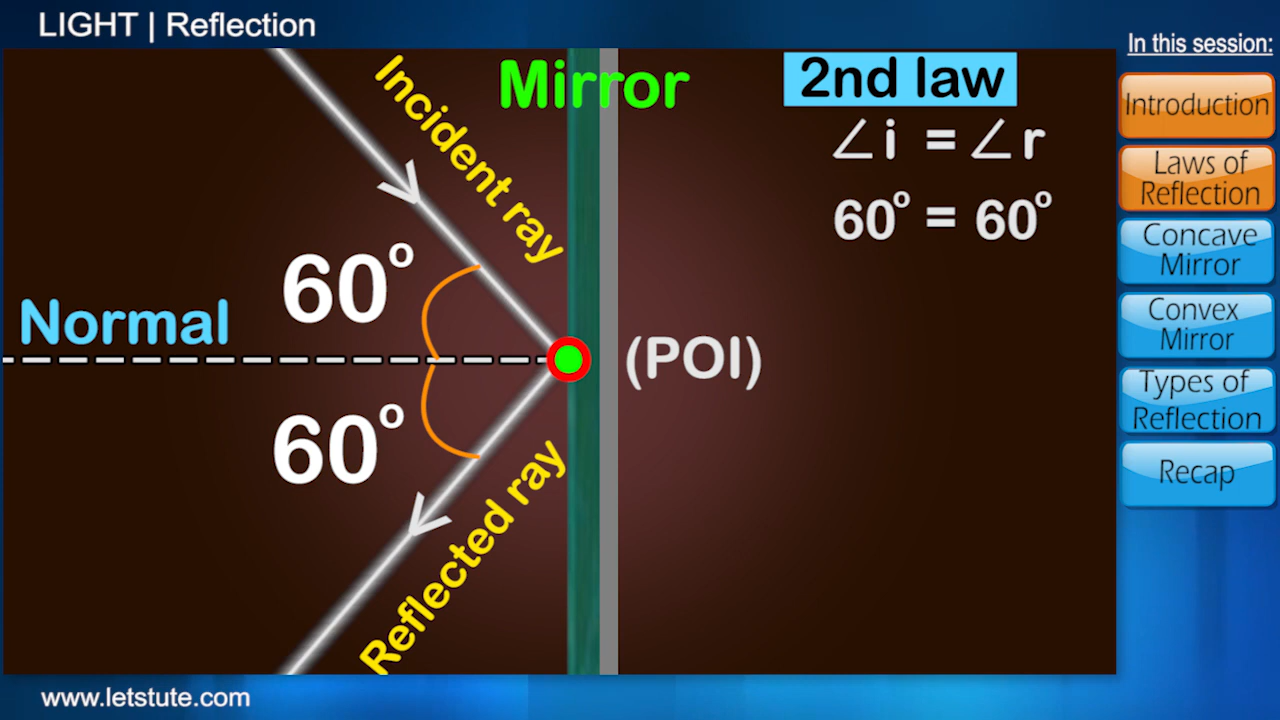 LIGHT | Reflection
In this session:
Introduction
Laws of
Reflection
Concave
Mirror
Convex
Mirror
Types of
Reflection
Recap
Mirror
Incident ray
2nd law
∠i = ∠r
60° = 60°
60°
Normal
(POI)
60°
Reflected ray
www.letstute.com